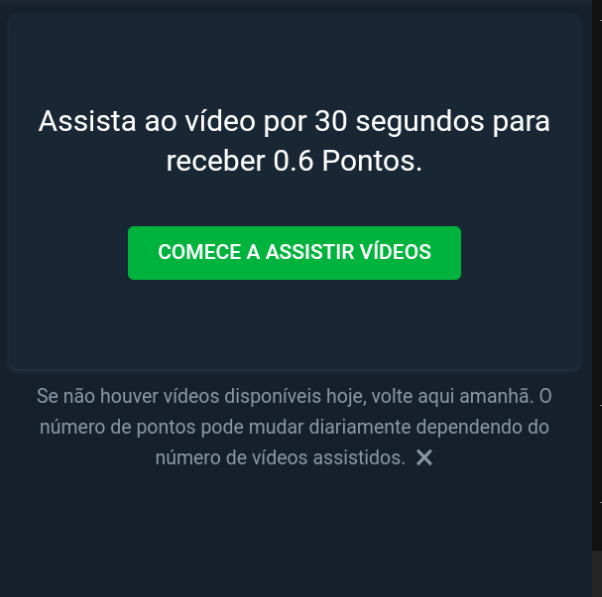 Assista ao vídeo por 30 segundos para
receber 0.6 Pontos.
COMECE A ASSISTIR VÍDEOS
Se não houver vídeos disponíveis hoje, volte aqui amanhã. O
número de pontos pode mudar diariamente dependendo do
número de vídeos assistidos.